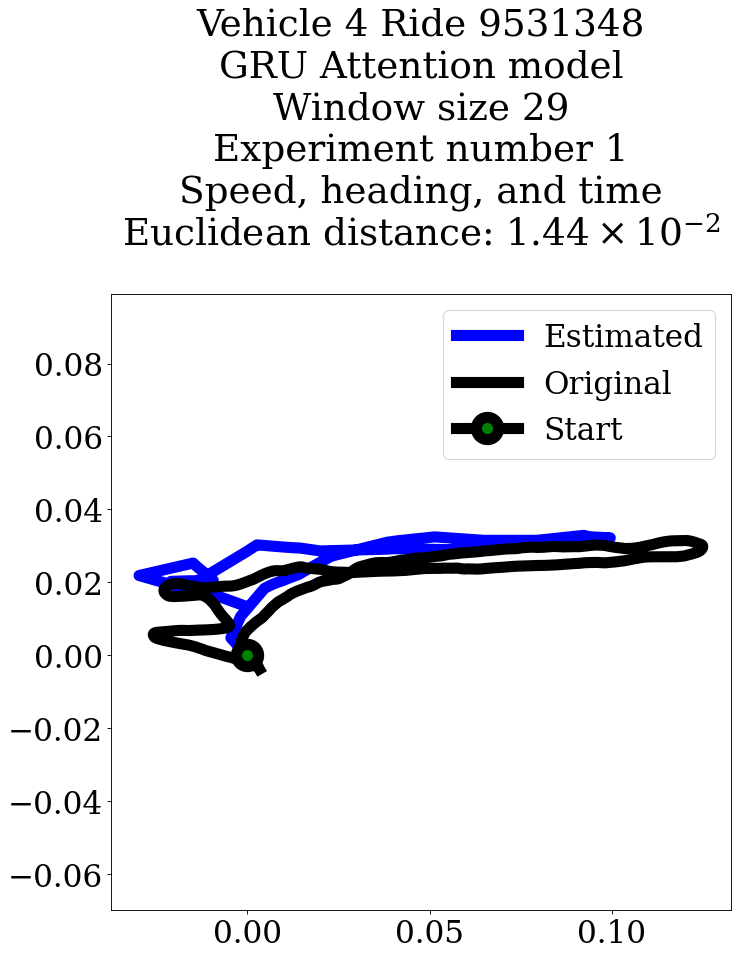 Vehicle 4 Ride 9531348
GRU Attention model
Window size 29
Experiment number 1
Speed, heading, and time
Euclidean distance: 1.44 × 10⁻²
Estimated
Original
Start
0.08
0.06
0.04
0.02
0.00
−0.02
−0.04
−0.06
0.00 0.05 0.10